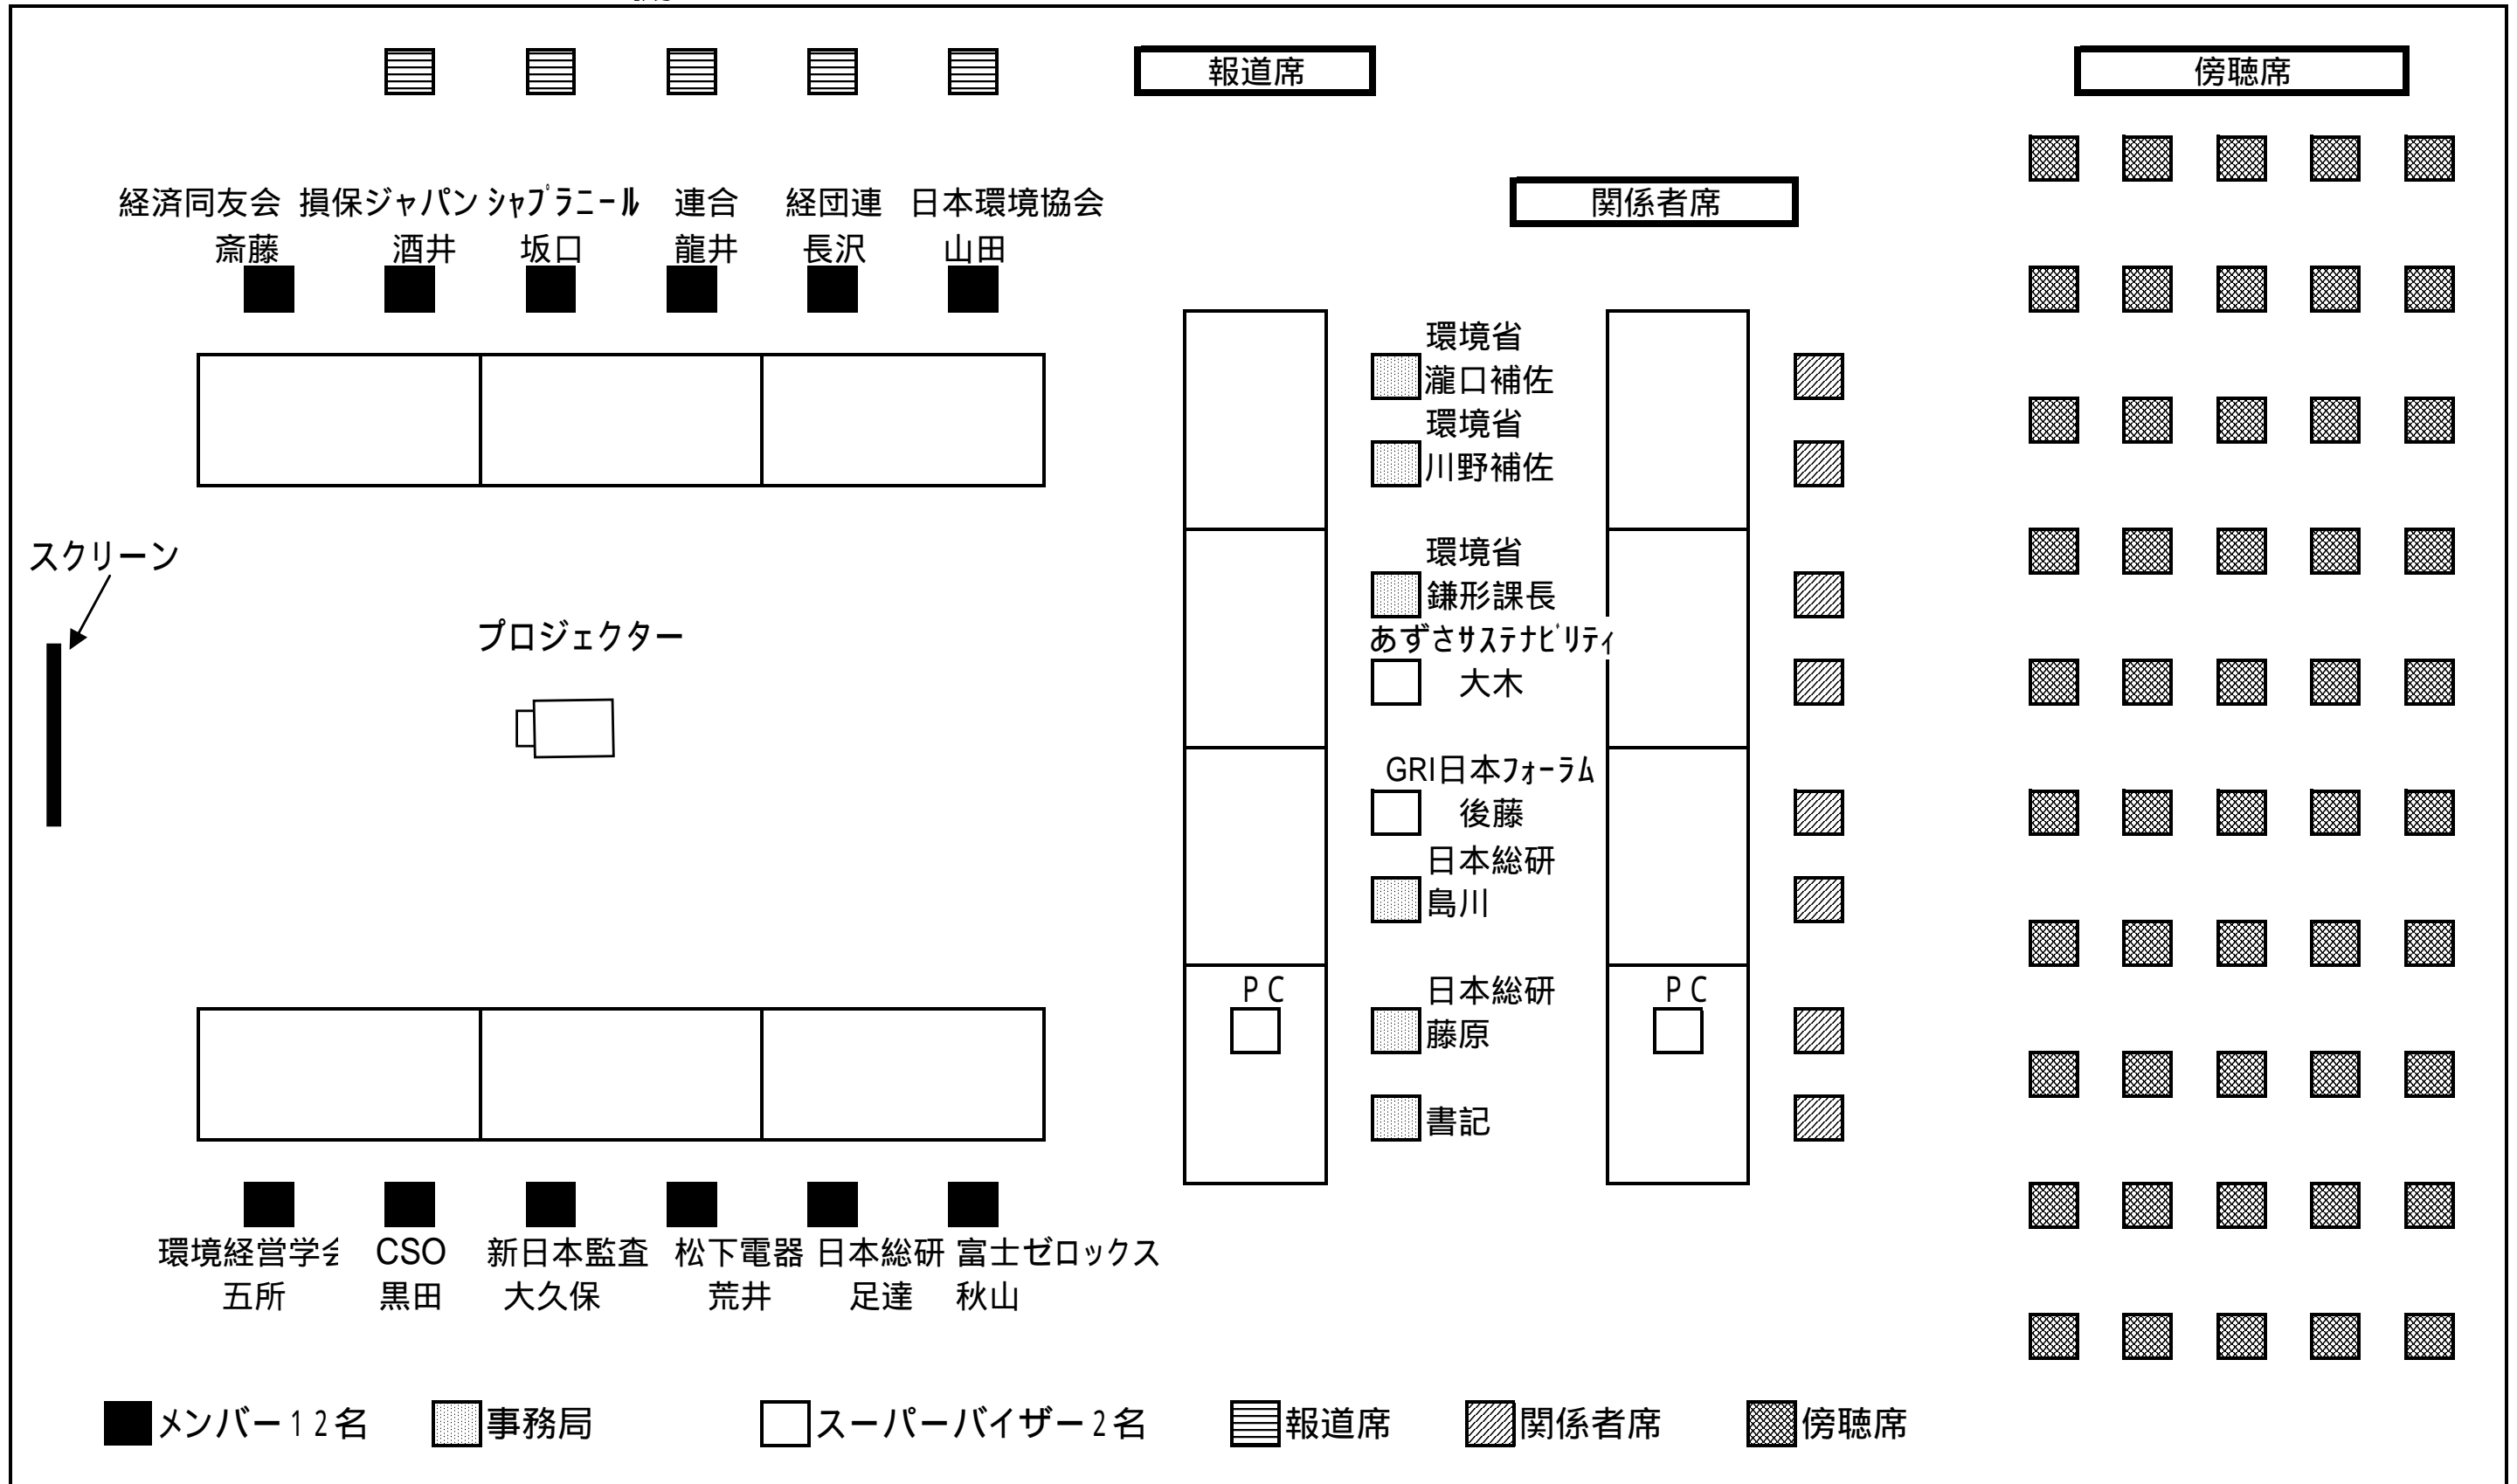 報道席
傍聴席
関係者席
経済同友会 損保ジャパン ｼｬﾌﾟﾗﾆｰﾙ 連合 経団連 日本環境協会
斎藤 酒井 坂口 龍井 長沢 山田
環境省
瀧口補佐
環境省
川野補佐
スクリーン
環境省
鎌形課長
プロジェクター
あずさｻｽﾃﾅﾋﾞﾘﾃｨ
大木
GRI日本ﾌｫｰﾗﾑ
後藤
日本総研
島川
ＰＣ
日本総研
藤原
ＰＣ
書記
環境経営学会 CSO 新日本監査 松下電器 日本総研 富士ゼロックス
五所 黒田 大久保 荒井 足達 秋山
メンバー１２名 事務局 スーパーバイザー２名 報道席 関係者席 傍聴席